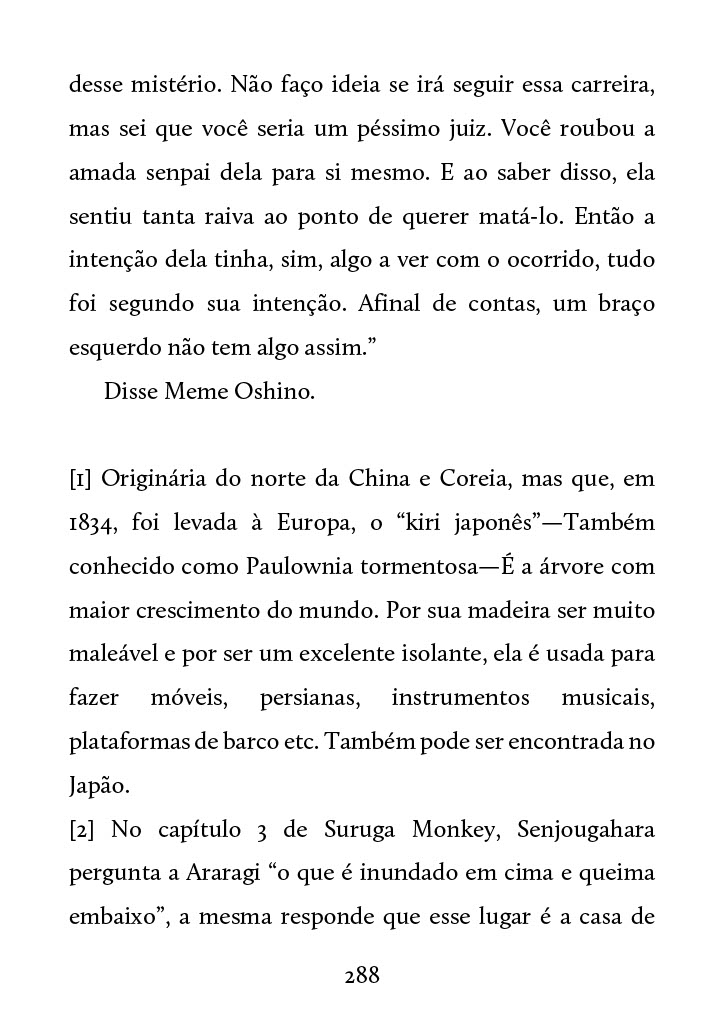 desse mistério. Não faço ideia se irá seguir essa carreira,
mas sei que você seria um péssimo juiz. Você roubou a
amada senpai dela para si mesmo. E ao saber disso, ela
sentiu tanta raiva ao ponto de querer matá-lo. Então a
intenção dela tinha, sim, algo a ver com o ocorrido, tudo
foi segundo sua intenção. Afinal de contas, um braço
esquerdo não tem algo assim.”
Disse Meme Oshino.
[1] Originária do norte da China e Coreia, mas que, em
1834, foi levada à Europa, o “kiri japonês”—Também
conhecido como Paulownia tormentosa—É a árvore com
maior crescimento do mundo. Por sua madeira ser muito
maleável e por ser um excelente isolante, ela é usada para
fazer móveis, persianas, instrumentos musicais,
plataformas de barco etc. Também pode ser encontrada no
Japão.
[2] No capítulo 3 de Suruga Monkey, Senjougahara
pergunta a Araragi “o que é inundado em cima e queima
embaixo”, a mesma responde que esse lugar é a casa de
288